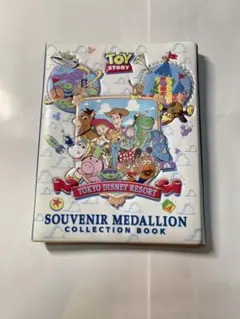 TOY
STORY
TOKYO DISNEY RESORT
SOUVENIR MEDALLION
COLLECTION BOOK